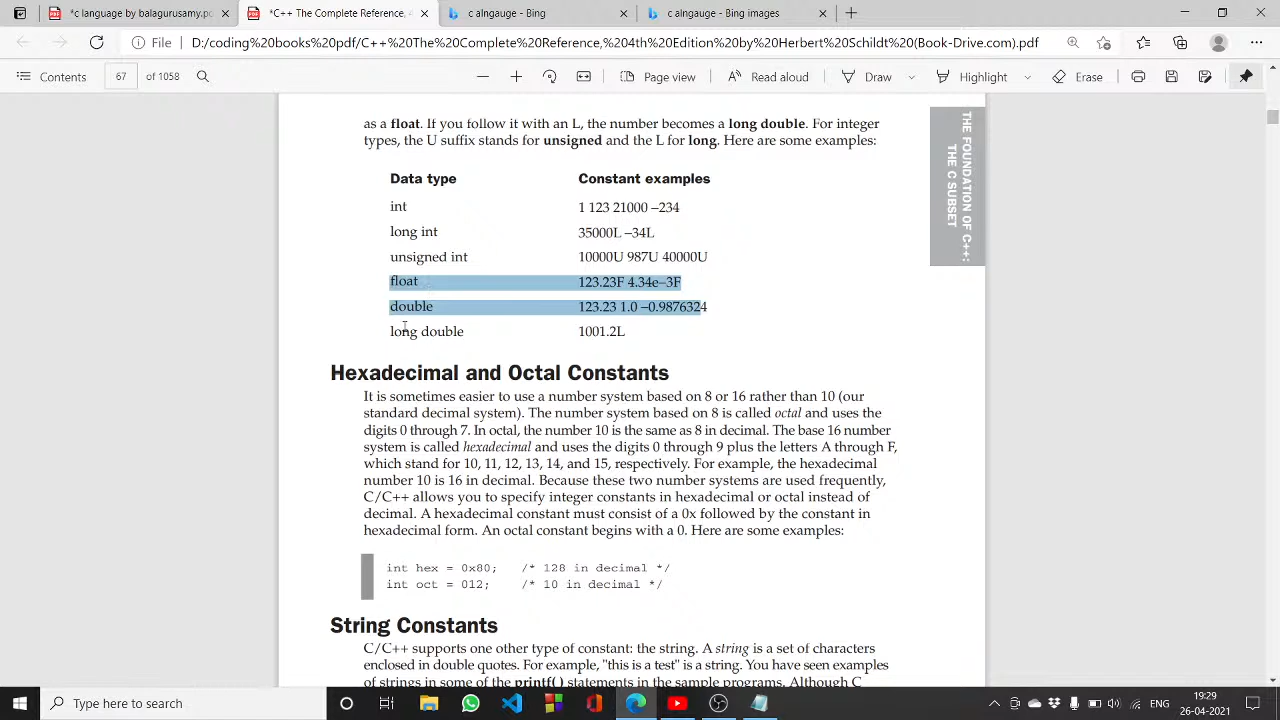 *c language by balagurusamy.p
*C++ The Complete Reference,
c alngauge - Bing
c alngauge - Bing images
File
D:/coding%20books%20pdf/C++%20The%20Complete%20Reference,%204th%20Edition%20by%20Herbert%20Schildt%20(Book-Drive.com).pdf
Contents
67
of 1058
Page view
Read aloud
Draw
Highlight
Erase
as a float. If you follow it with an L, the number becomes a long double. For integer
types, the U suffix stands for unsigned and the L for long. Here are some examples:
Data type Constant examples
int 1 123 21000 –234
long int 35000L –34L
unsigned int 10000U 987U 40000U
float 123.23F 4.34e–3F
double 123.23 1.0 –0.9876324
long double 1001.2L
THE FOUNDATION OF C++:
THE C SUBSET
Hexadecimal and Octal Constants
It is sometimes easier to use a number system based on 8 or 16 rather than 10 (our
standard decimal system). The number system based on 8 is called octal and uses the
digits 0 through 7. In octal, the number 10 is the same as 8 in decimal. The base 16 number
system is called hexadecimal and uses the digits 0 through 9 plus the letters A through F,
which stand for 10, 11, 12, 13, 14, and 15, respectively. For example, the hexadecimal
number 10 is 16 in decimal. Because these two number systems are used frequently,
C/C++ allows you to specify integer constants in hexadecimal or octal instead of
decimal. A hexadecimal constant must consist of a 0x followed by the constant in
hexadecimal form. An octal constant begins with a 0. Here are some examples:
int hex = 0x80; /* 128 in decimal */
int oct = 012; /* 10 in decimal */
String Constants
C/C++ supports one other type of constant: the string. A string is a set of characters
enclosed in double quotes. For example, "this is a test" is a string. You have seen examples
of strings in some of the printf( ) statements in the sample programs. Although C
Type here to search
ENG
19:29
26-04-2021